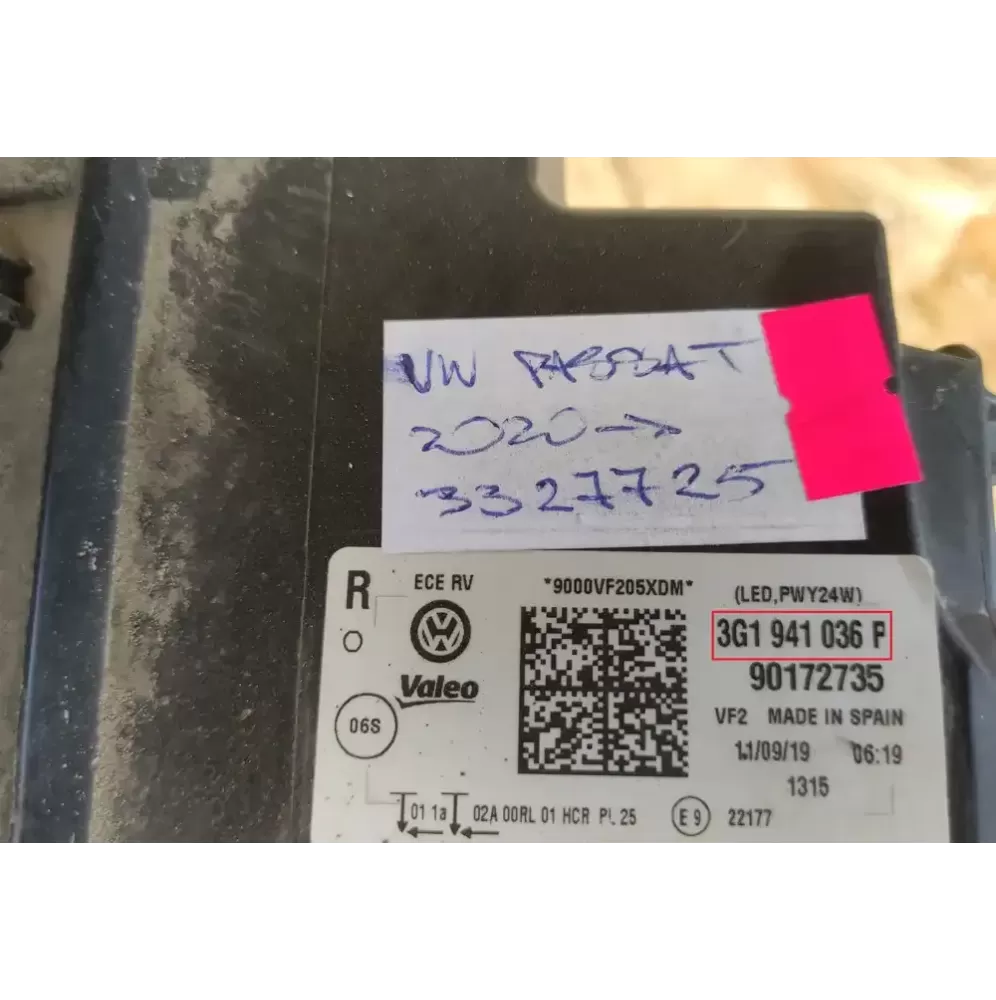 VW PASSAT
2020→
3327725
R ECE RV *9000VF205XDM* (LED,PWY24W)
3G1 941 036 P
90172735
Valeo
06S
VF2 MADE IN SPAIN
11/09/19 06:19
1315
01 1a 02A 00RL 01 HCR PL 25 E9 22177